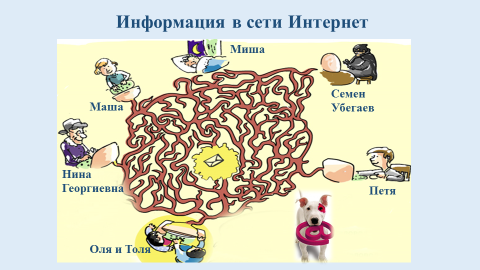 Информация в сети Интернет
Миша
Семен
Убегаев
Маша
Нина
Георгиевна
Петя
Оля и Толя
@